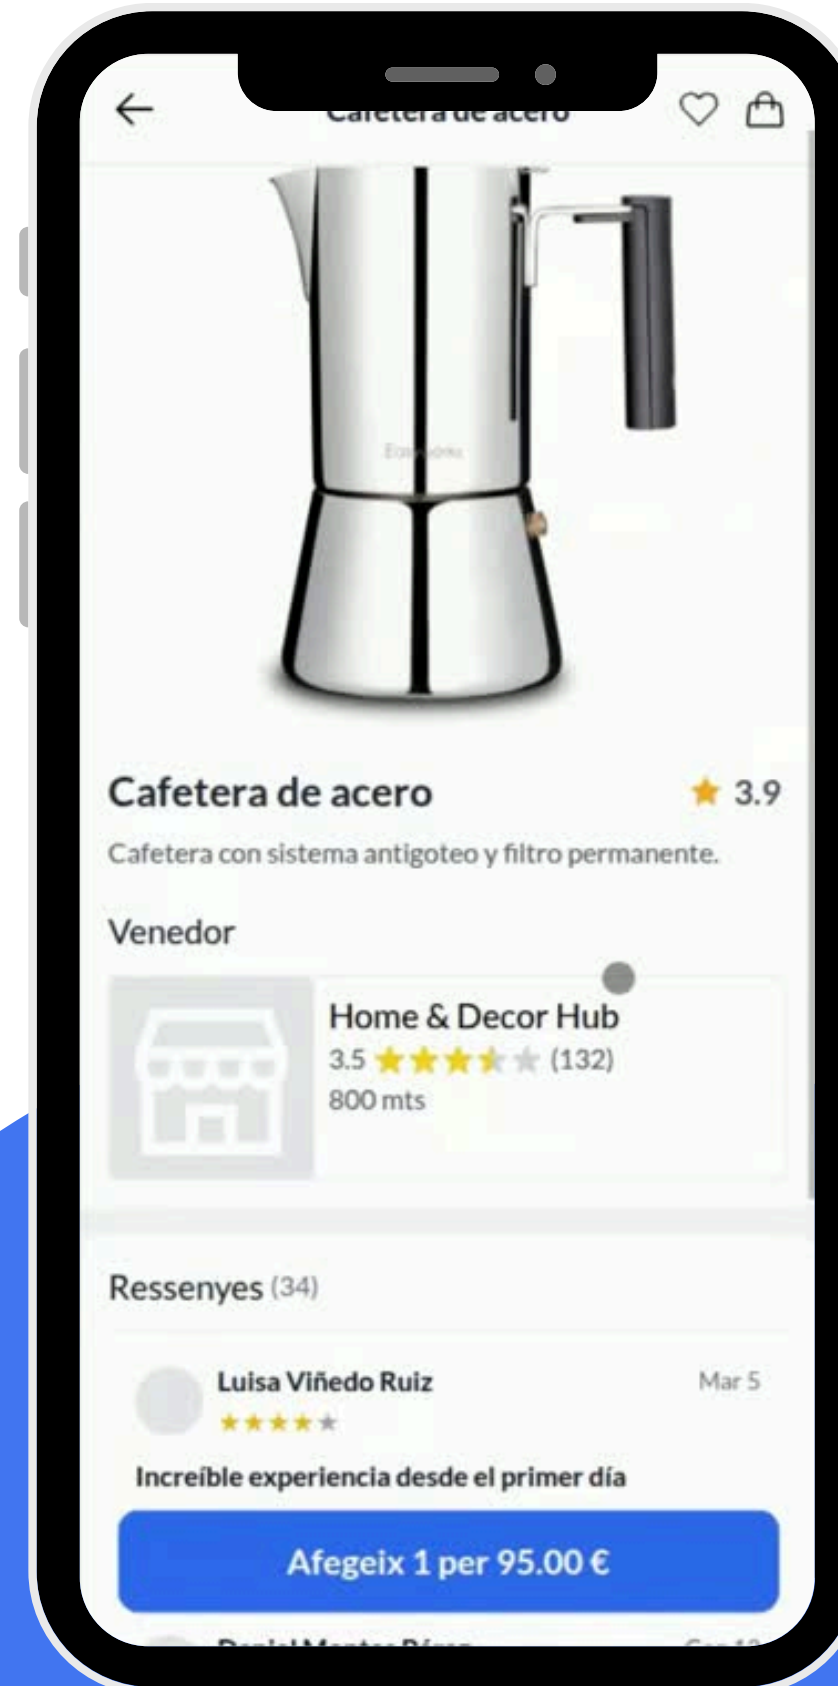 Cafetera de acero
Cafetera de acero
3.9
Cafetera con sistema antigoteo y filtro permanente.
Venedor
Home & Decor Hub
3.5 (132)
800 mts
Ressenyes (34)
Luisa Viñedo Ruiz
Mar 5
Increíble experiencia desde el primer día
Afegeix 1 per 95.00 €